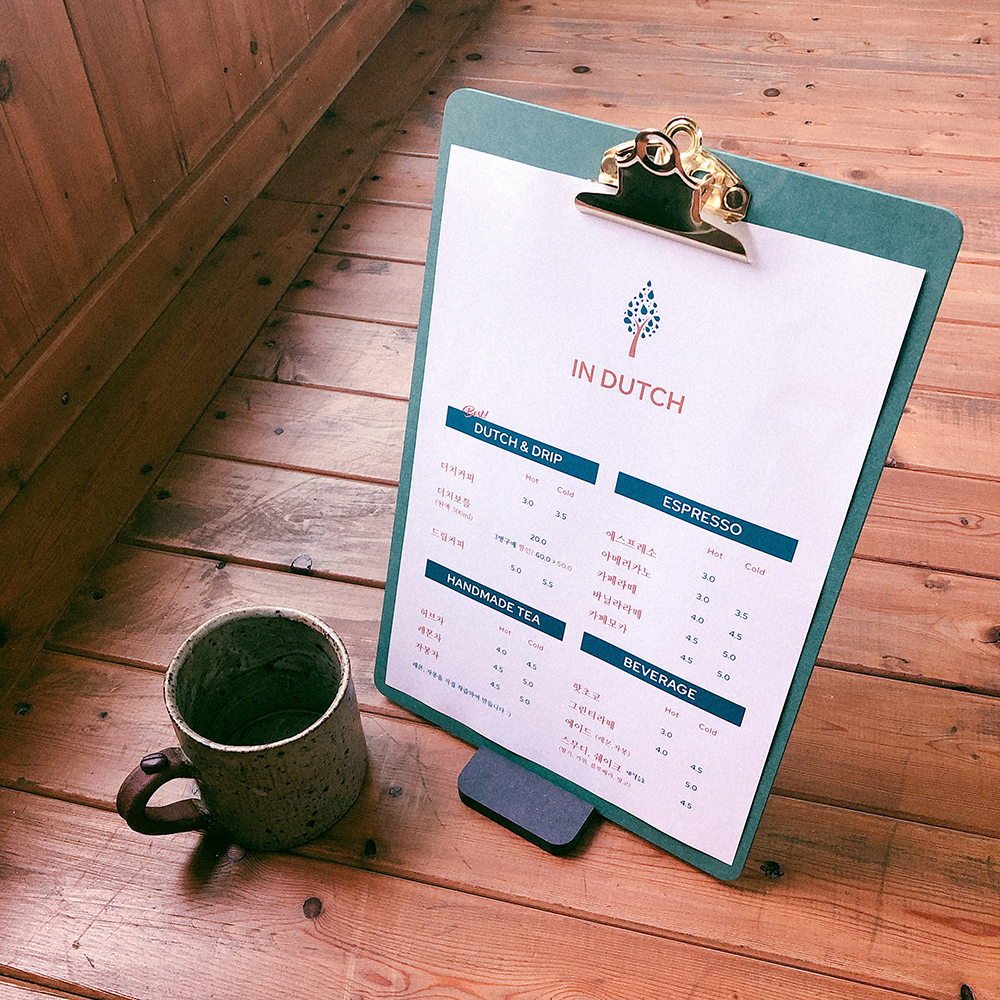 IN DUTCH
Best!
DUTCH & DRIP
Hot Cold
더치커피 3.0 3.5
더치보틀 20.0
(원액 500ml) 3병구매 할인! 60.0 > 50.0
드립커피 5.0 5.5
HANDMADE TEA
Hot Cold
허브차 4.0 4.5
레몬차 4.5 5.0
자몽차 4.5 5.0
레몬, 자몽을 직접 착즙하여 만듭니다 :)
ESPRESSO
Hot Cold
에스프레소 3.0
아메리카노 3.0 3.5
카페라떼 4.0 4.5
바닐라라떼 4.5 5.0
카페모카 4.5 5.0
BEVERAGE
Hot Cold
핫초코 3.0
그린티라떼 4.0 4.5
에이드 (레몬, 자몽) 5.0
스무디, 쉐이크 4.5
(딸기, 키위, 블루베리, 망고)